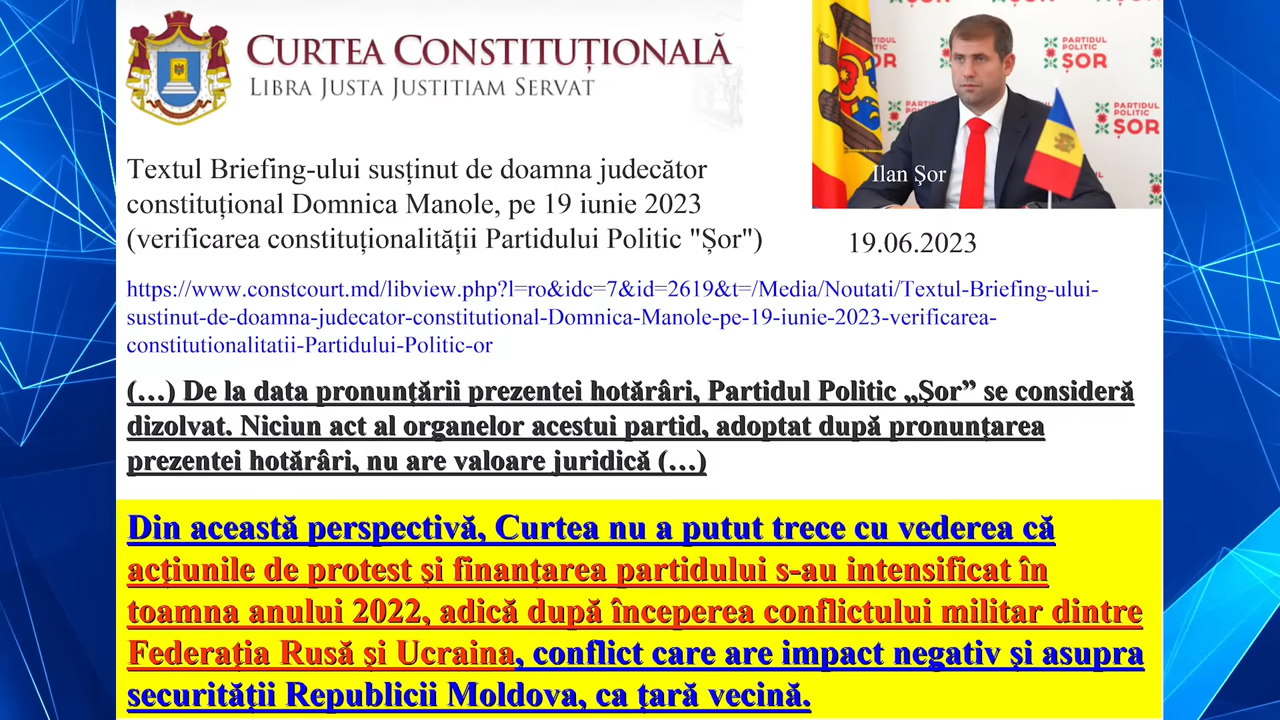 CURTEA CONSTITUȚIONALĂ
LIBRA JUSTA JUSTITIAM SERVAT
PARTIDUL
POLITIC
ȘOR
PARTIDUL
POLITIC
ȘOR
PARTIDUL
POLITIC
ȘOR
Ilan Şor
Textul Briefing-ului susținut de doamna judecător
constituțional Domnica Manole, pe 19 iunie 2023
(verificarea constituționalității Partidului Politic "Șor")
19.06.2023
https://www.constcourt.md/libview.php?l=ro&idc=7&id=2619&t=/Media/Noutati/Textul-Briefing-ului-
sustinut-de-doamna-judecator-constitutional-Domnica-Manole-pe-19-iunie-2023-verificarea-
constitutionalitatii-Partidului-Politic-or
(…) De la data pronunțării prezentei hotărâri, Partidul Politic „Șor” se consideră
dizolvat. Niciun act al organelor acestui partid, adoptat după pronunțarea
prezentei hotărâri, nu are valoare juridică (…)
Din această perspectivă, Curtea nu a putut trece cu vederea că
acțiunile de protest și finanțarea partidului s-au intensificat în
toamna anului 2022, adică după începerea conflictului militar dintre
Federația Rusă și Ucraina, conflict care are impact negativ și asupra
securității Republicii Moldova, ca țară vecină.